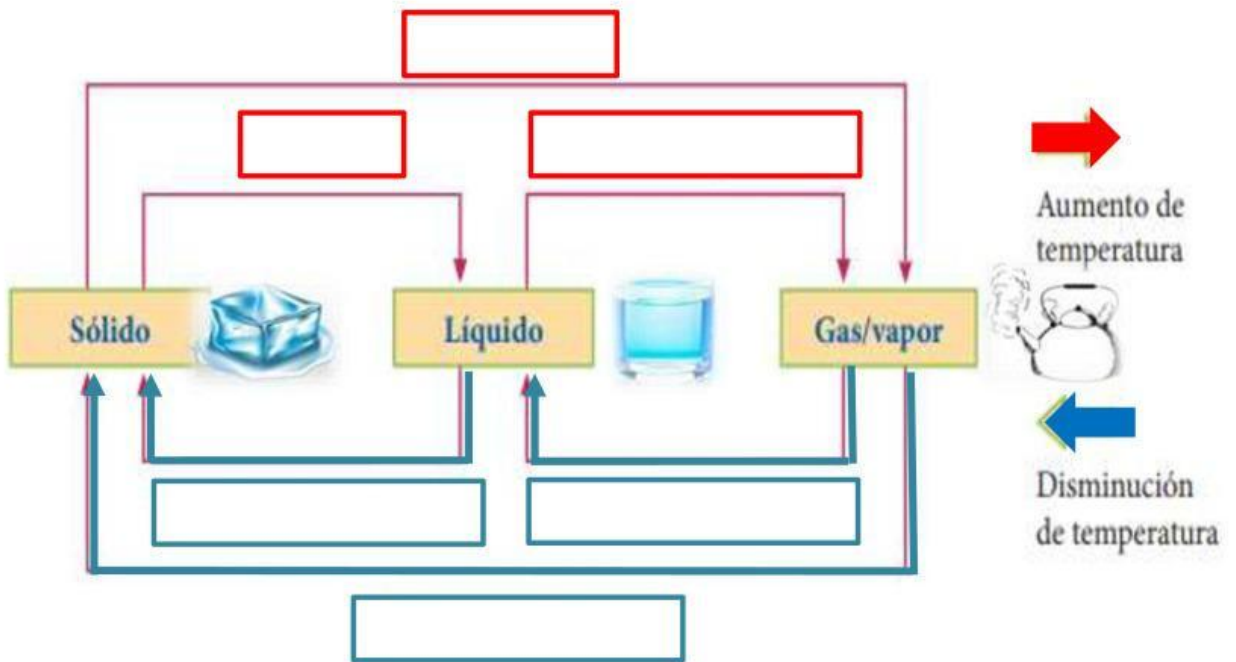 Aumento de
temperatura
Sólido
Líquido
Gas/vapor
Disminución
de temperatura